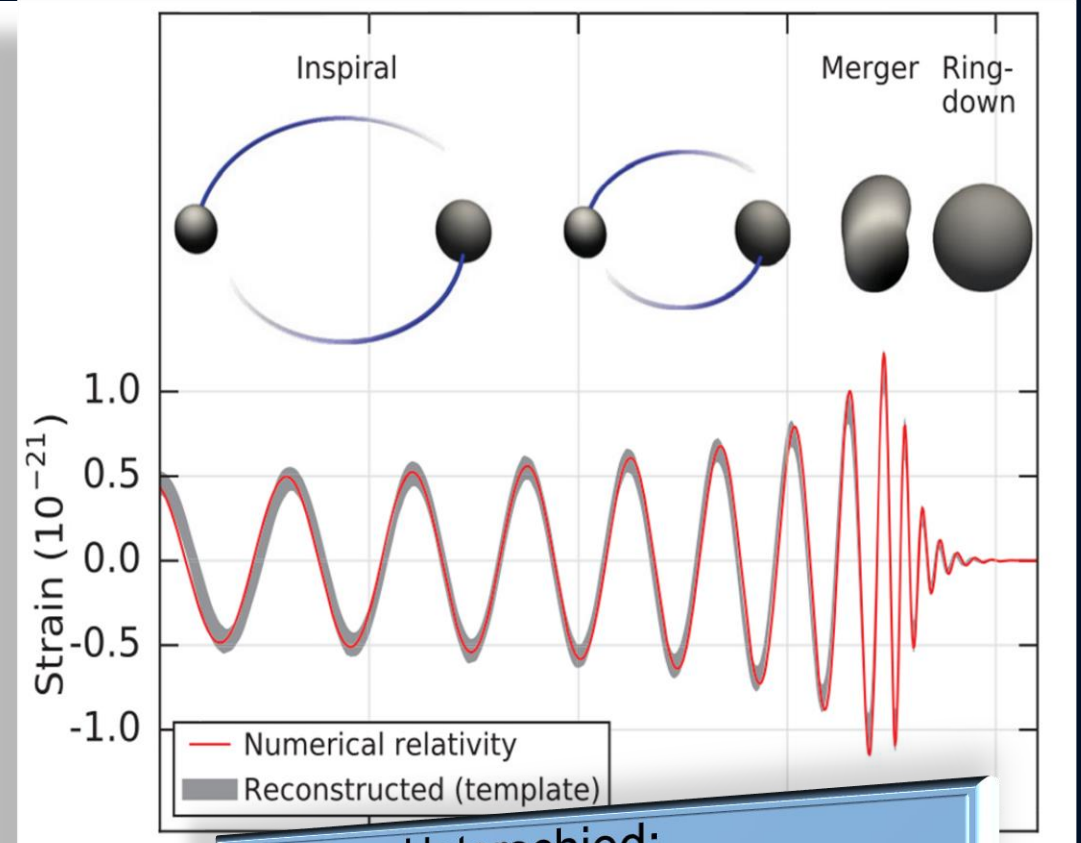 Inspiral
Merger
Ring-
down
1.0
0.5
0.0
-0.5
-1.0
Strain (10⁻²¹)
Numerical relativity
Reconstructed (template)
Unterschied: